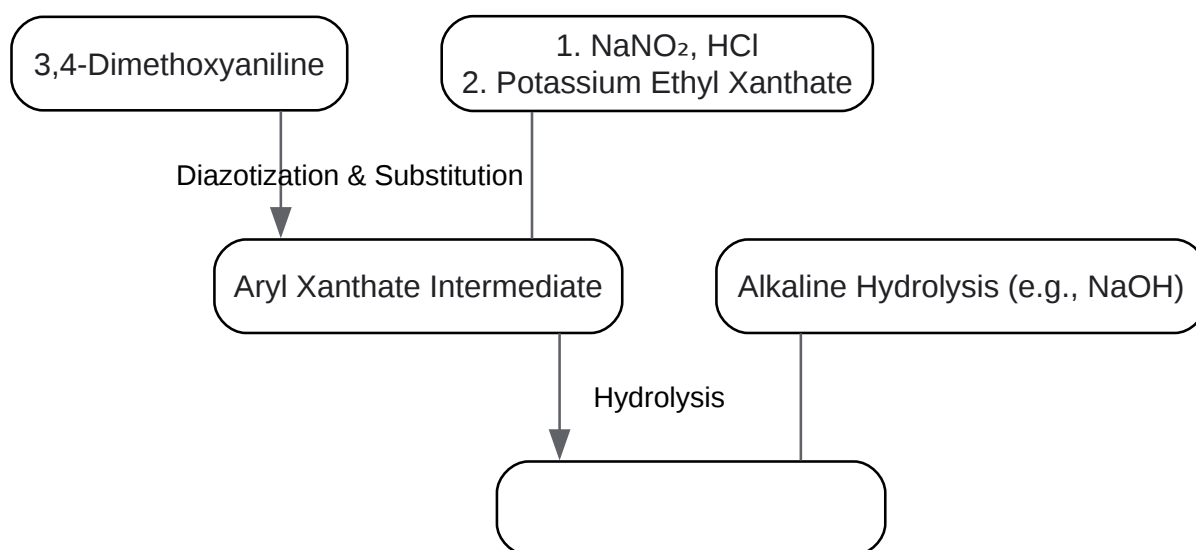 3,4-Dimethoxyaniline
1. NaNO₂, HCl
2. Potassium Ethyl Xanthate
Diazotization & Substitution
Aryl Xanthate Intermediate
Alkaline Hydrolysis (e.g., NaOH)
Hydrolysis